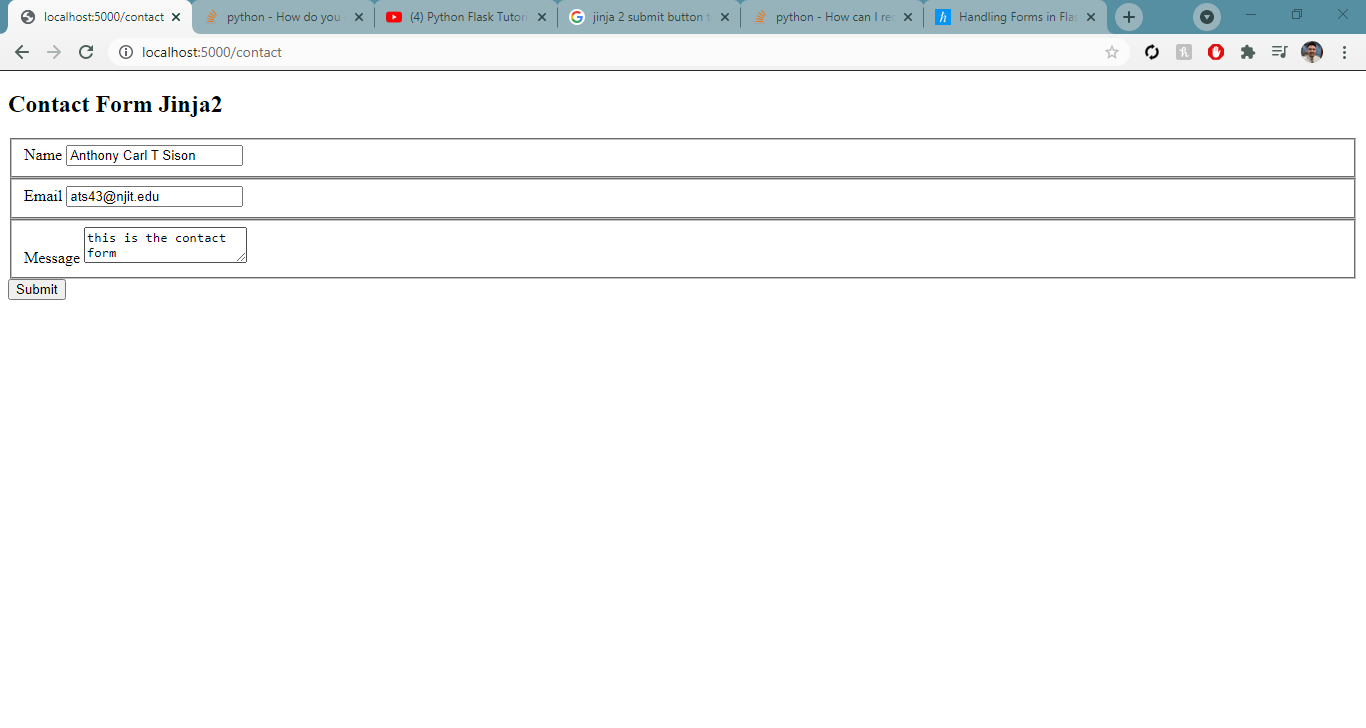 localhost:5000/contact
python - How do you
(4) Python Flask Tutori
jinja 2 submit button t
python - How can I re
Handling Forms in Fla
localhost:5000/contact
Contact Form Jinja2
Name Anthony Carl T Sison
Email ats43@njit.edu
this is the contact
form
Message
Submit